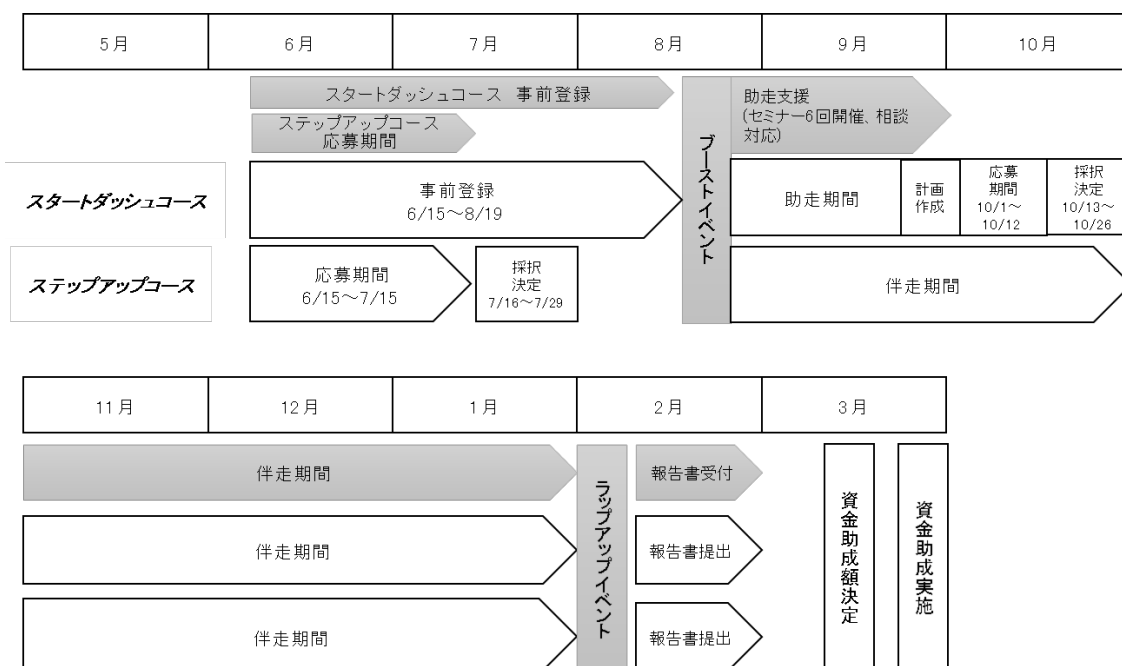 5月
6月
7月
8月
9月
10月
スタートダッシュコース 事前登録
ステップアップコース
応募期間
ブーストイベント
助走支援
(セミナー6回開催、相談
対応)
スタートダッシュコース
事前登録
6/15～8/19
助走期間
計画
作成
応募
期間
10/1～
10/12
採択
決定
10/13～
10/26
ステップアップコース
応募期間
6/15～7/15
採択
決定
7/16～7/29
伴走期間
11月
12月
1月
2月
3月
伴走期間
ラップアップイベント
報告書受付
資金助成額決定
資金助成実施
伴走期間
報告書提出
伴走期間
報告書提出